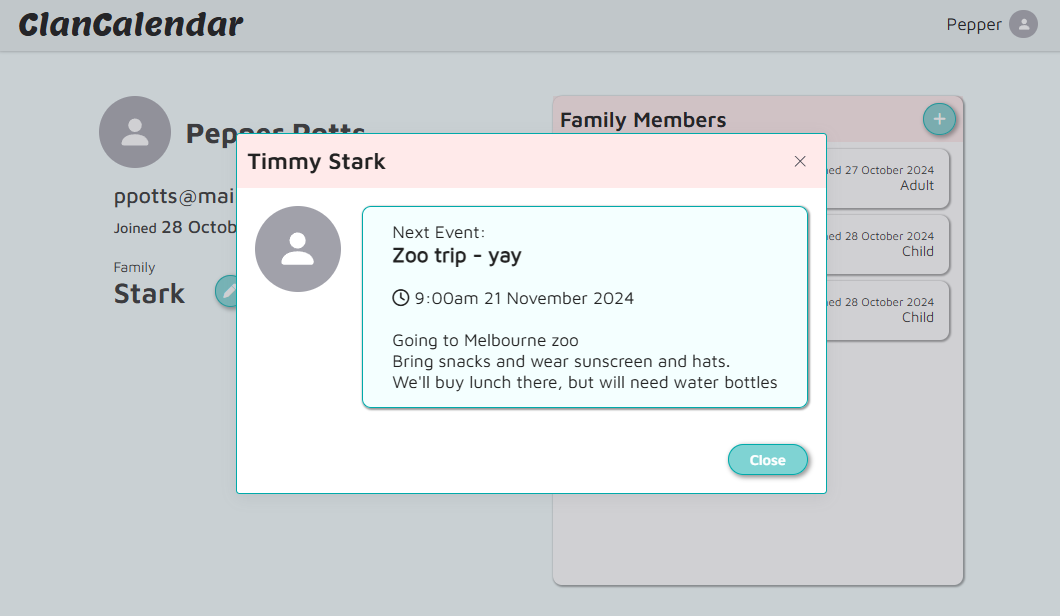 ClanCalendar
Pepper
Pepper Potts
Family Members
Timmy Stark
27 October 2024
Adult
ppotts@mai
Joined 28 Octob
Next Event:
Zoo trip - yay
28 October 2024
Child
Family
Stark
9:00am 21 November 2024
28 October 2024
Child
Going to Melbourne zoo
Bring snacks and wear sunscreen and hats.
We'll buy lunch there, but will need water bottles
Close